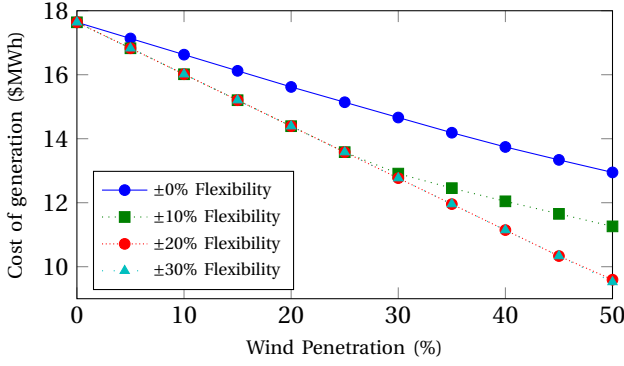 18
16
14
12
10
Cost of generation ($MWh)
±0% Flexibility
±10% Flexibility
±20% Flexibility
±30% Flexibility
0
10
20
30
40
50
Wind Penetration (%)